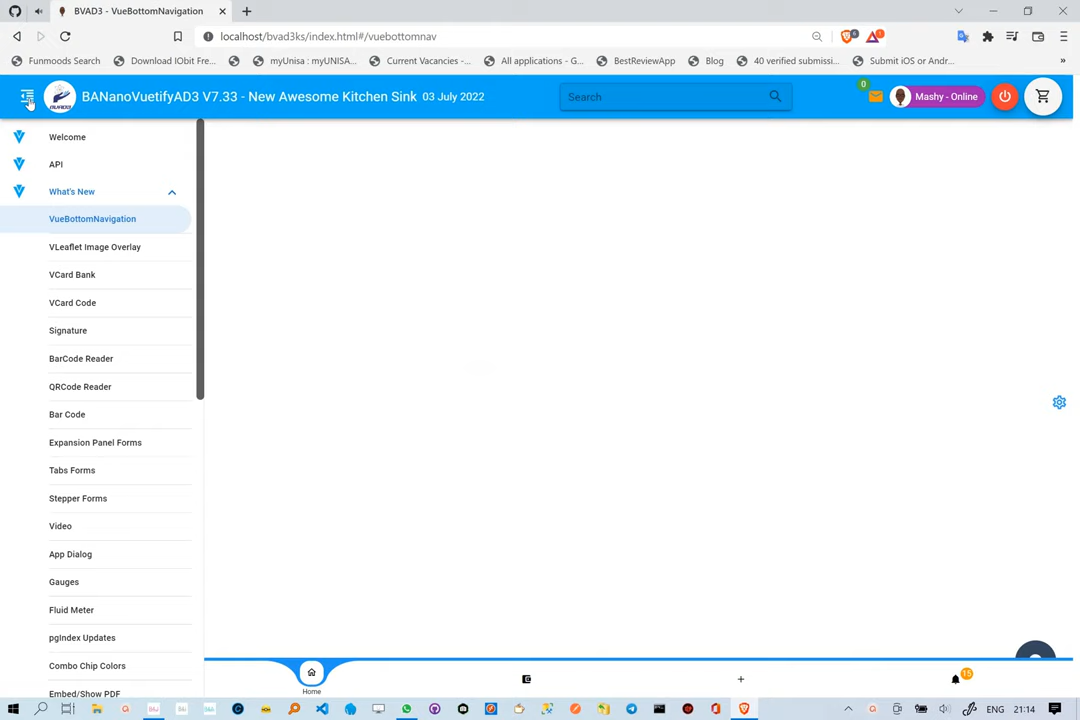 BVAD3 - VueBottomNavigation
localhost/bvad3ks/index.html#/vuebottomnav
6
1
Funmoods Search
Download IObit Fre...
myUnisa : myUNISA...
Current Vacancies -...
All applications - G...
BestReviewApp
Blog
40 verified submissi...
Submit iOS or Andr...
BANanoVuetifyAD3 V7.33 - New Awesome Kitchen Sink 03 July 2022
Search
0
Mashy - Online
Welcome
API
What's New
VueBottomNavigation
VLeaflet Image Overlay
VCard Bank
VCard Code
Signature
BarCode Reader
QRCode Reader
Bar Code
Expansion Panel Forms
Tabs Forms
Stepper Forms
Video
App Dialog
Gauges
Fluid Meter
pgIndex Updates
Combo Chip Colors
Embed/Show PDF
Home
15
ENG
21:14